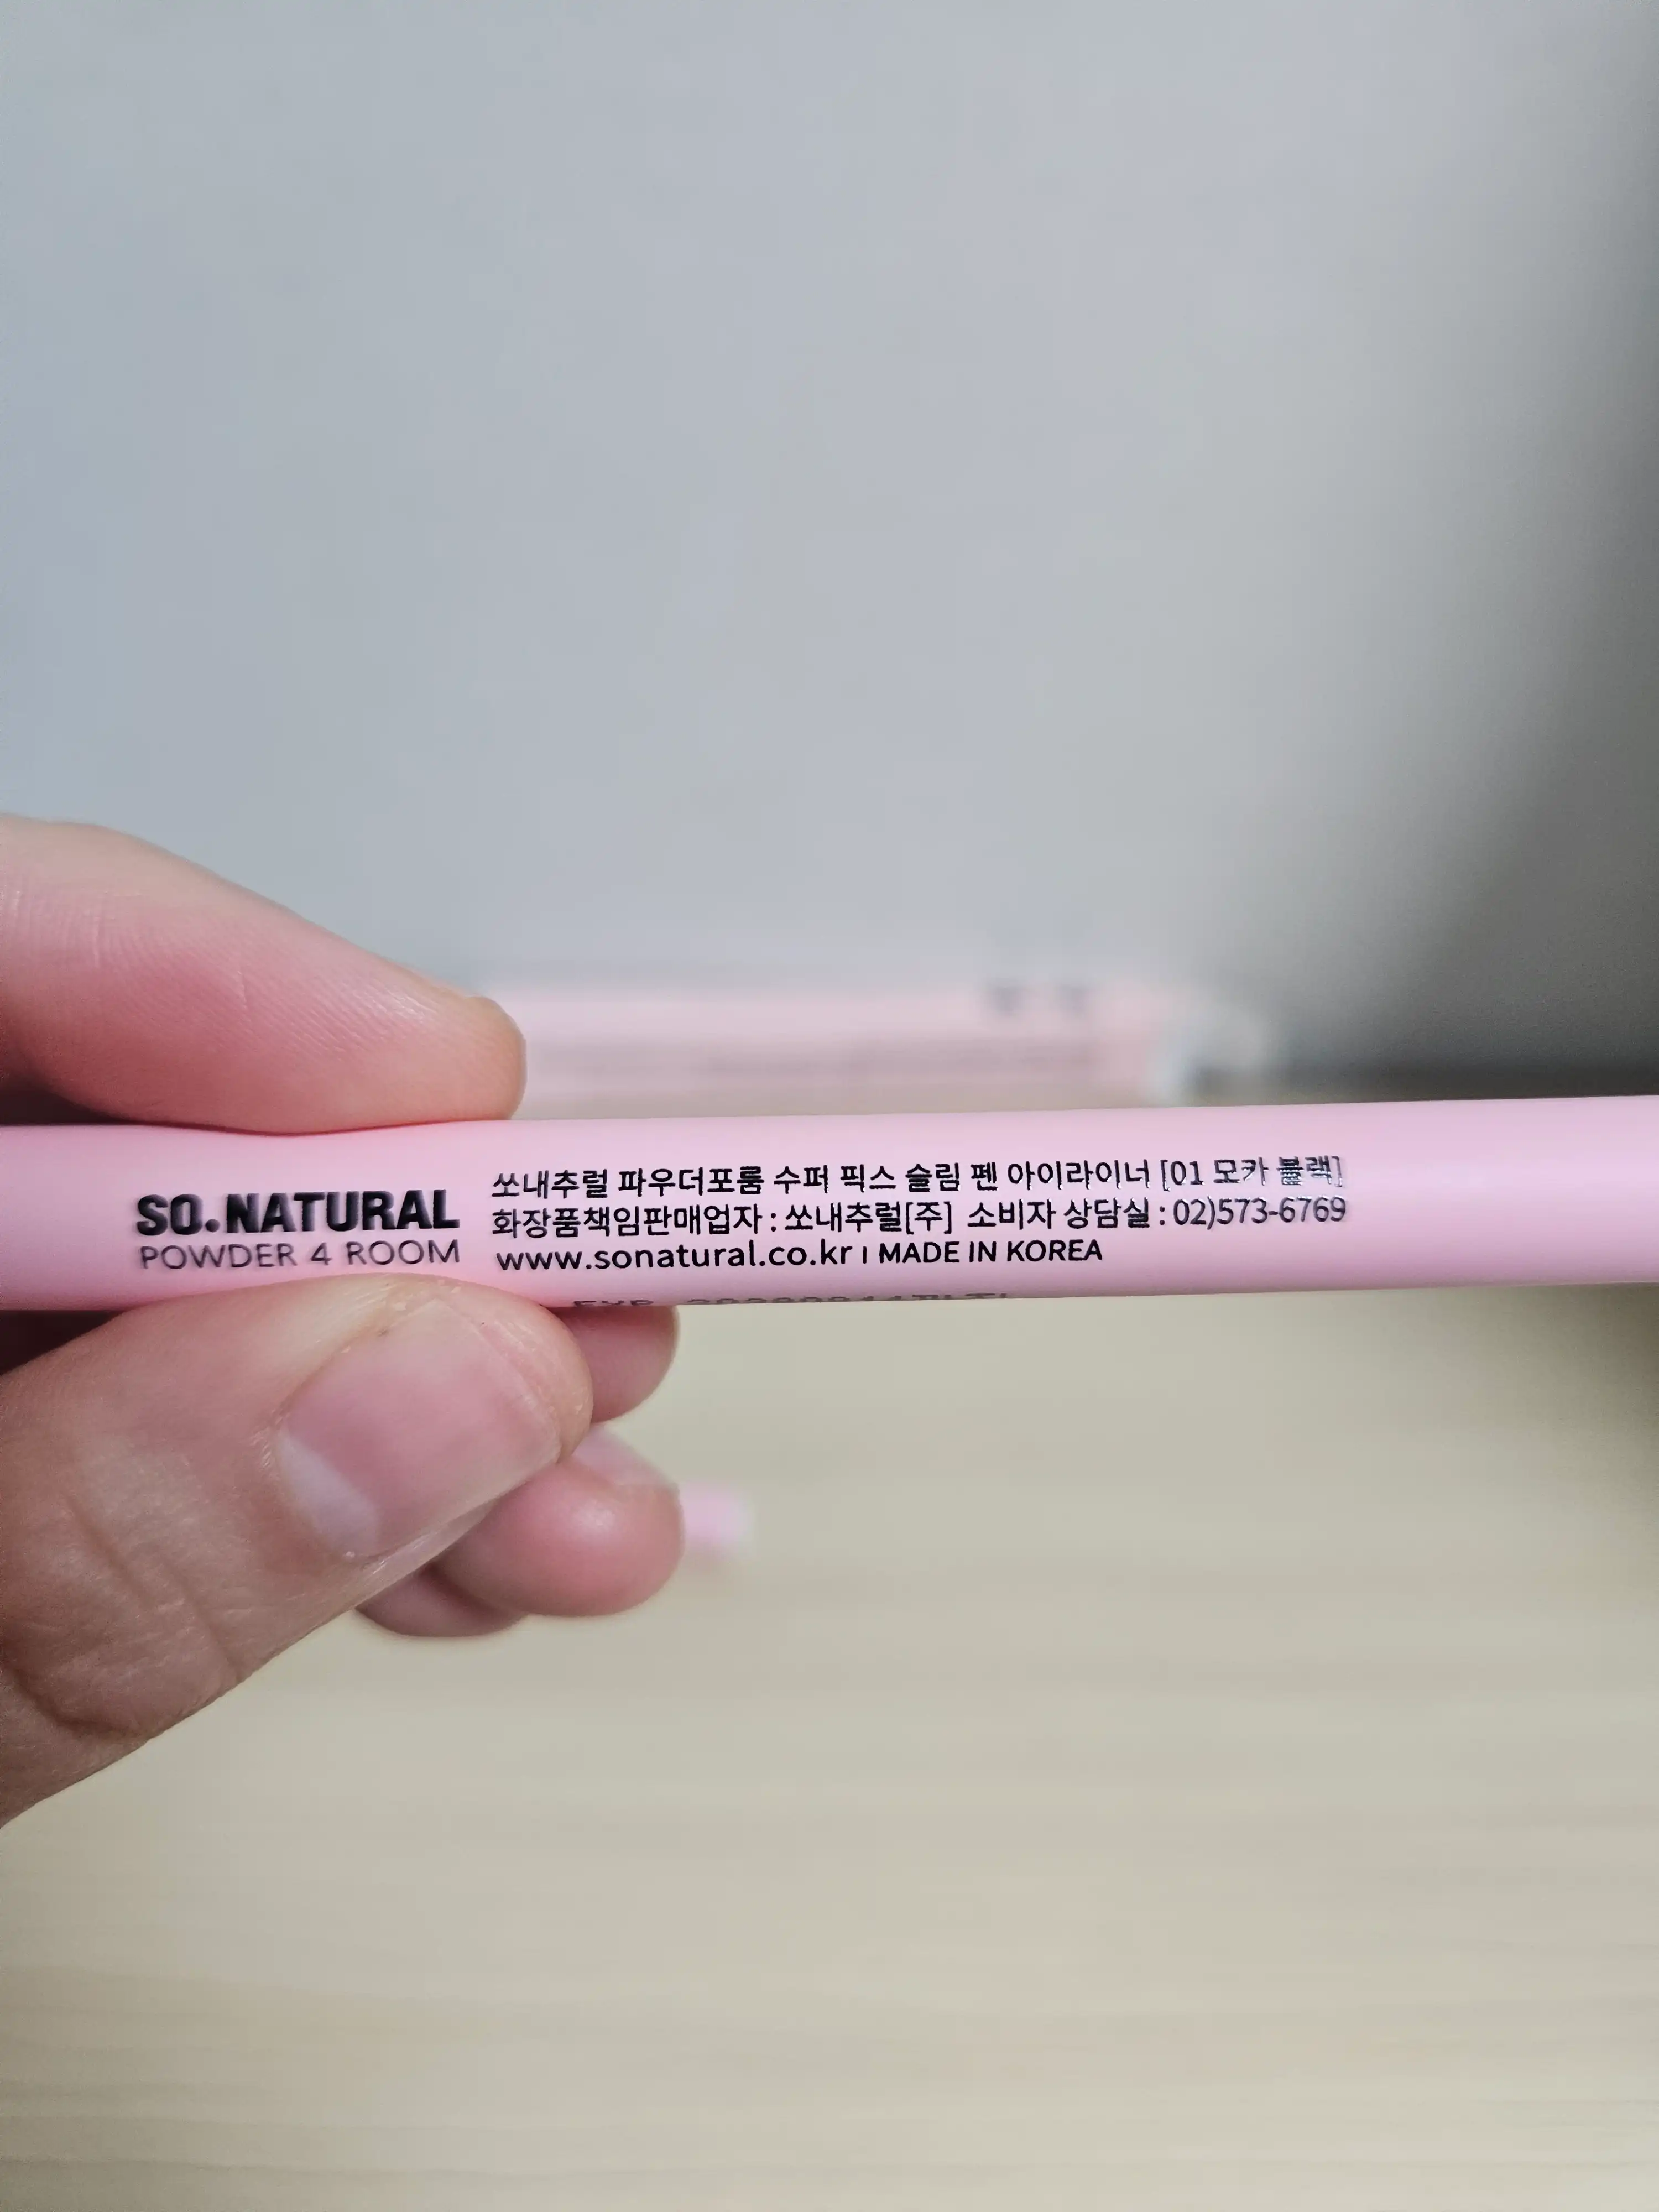 SO.NATURAL
POWDER 4 ROOM
쏘내추럴 파우더포룸 수퍼 픽스 슬림 펜 아이라이너 [01 모카 블랙]
화장품책임판매업자 : 쏘내추럴[주] 소비자 상담실 : 02)573-6769
www.sonatural.co.kr | MADE IN KOREA
EXP